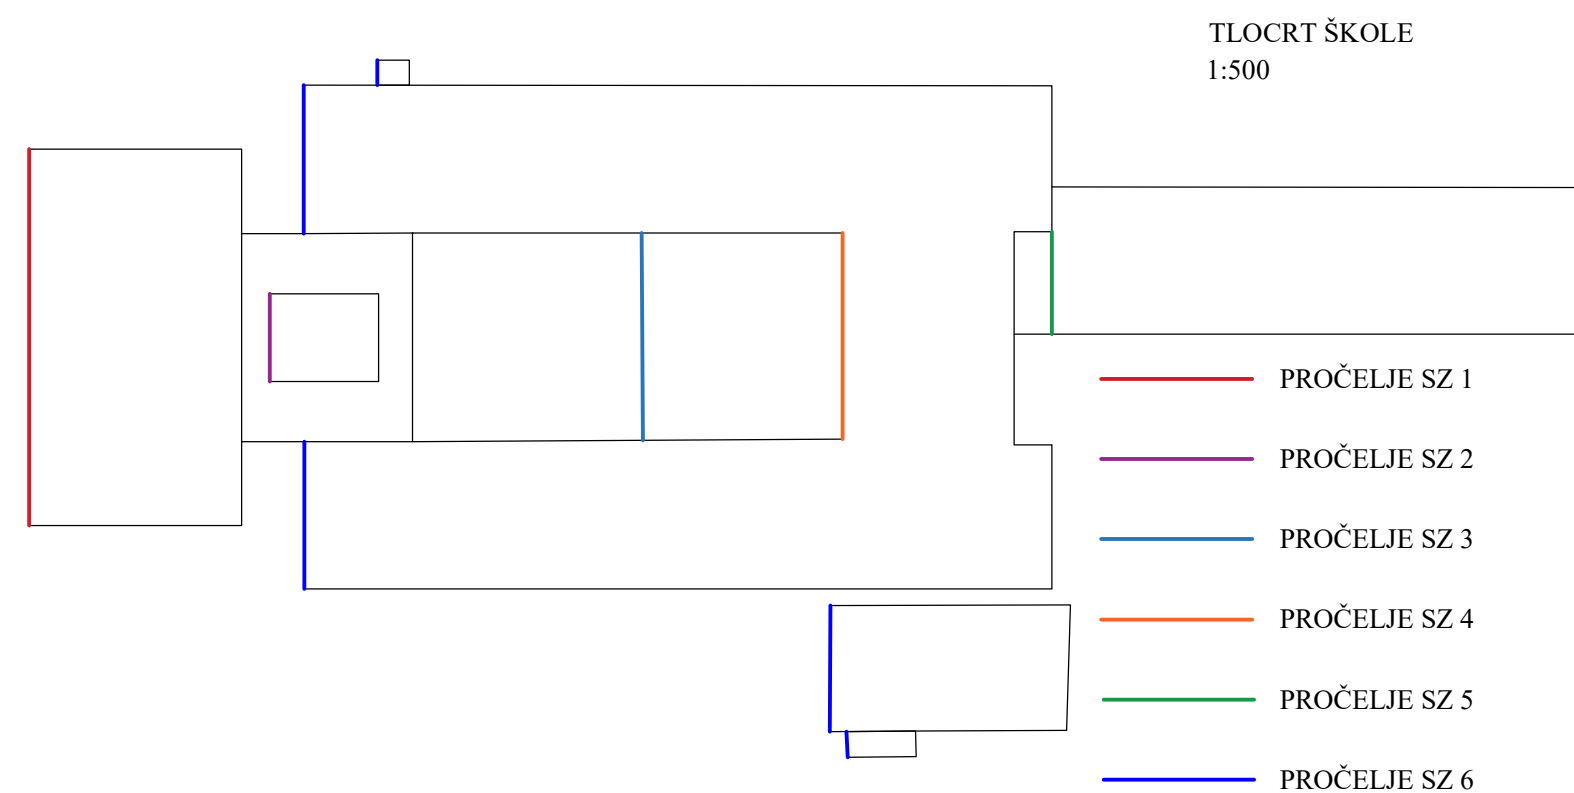 TLOCRT ŠKOLE
1:500
PROČELJE SZ 1
PROČELJE SZ 2
PROČELJE SZ 3
PROČELJE SZ 4
PROČELJE SZ 5
PROČELJE SZ 6